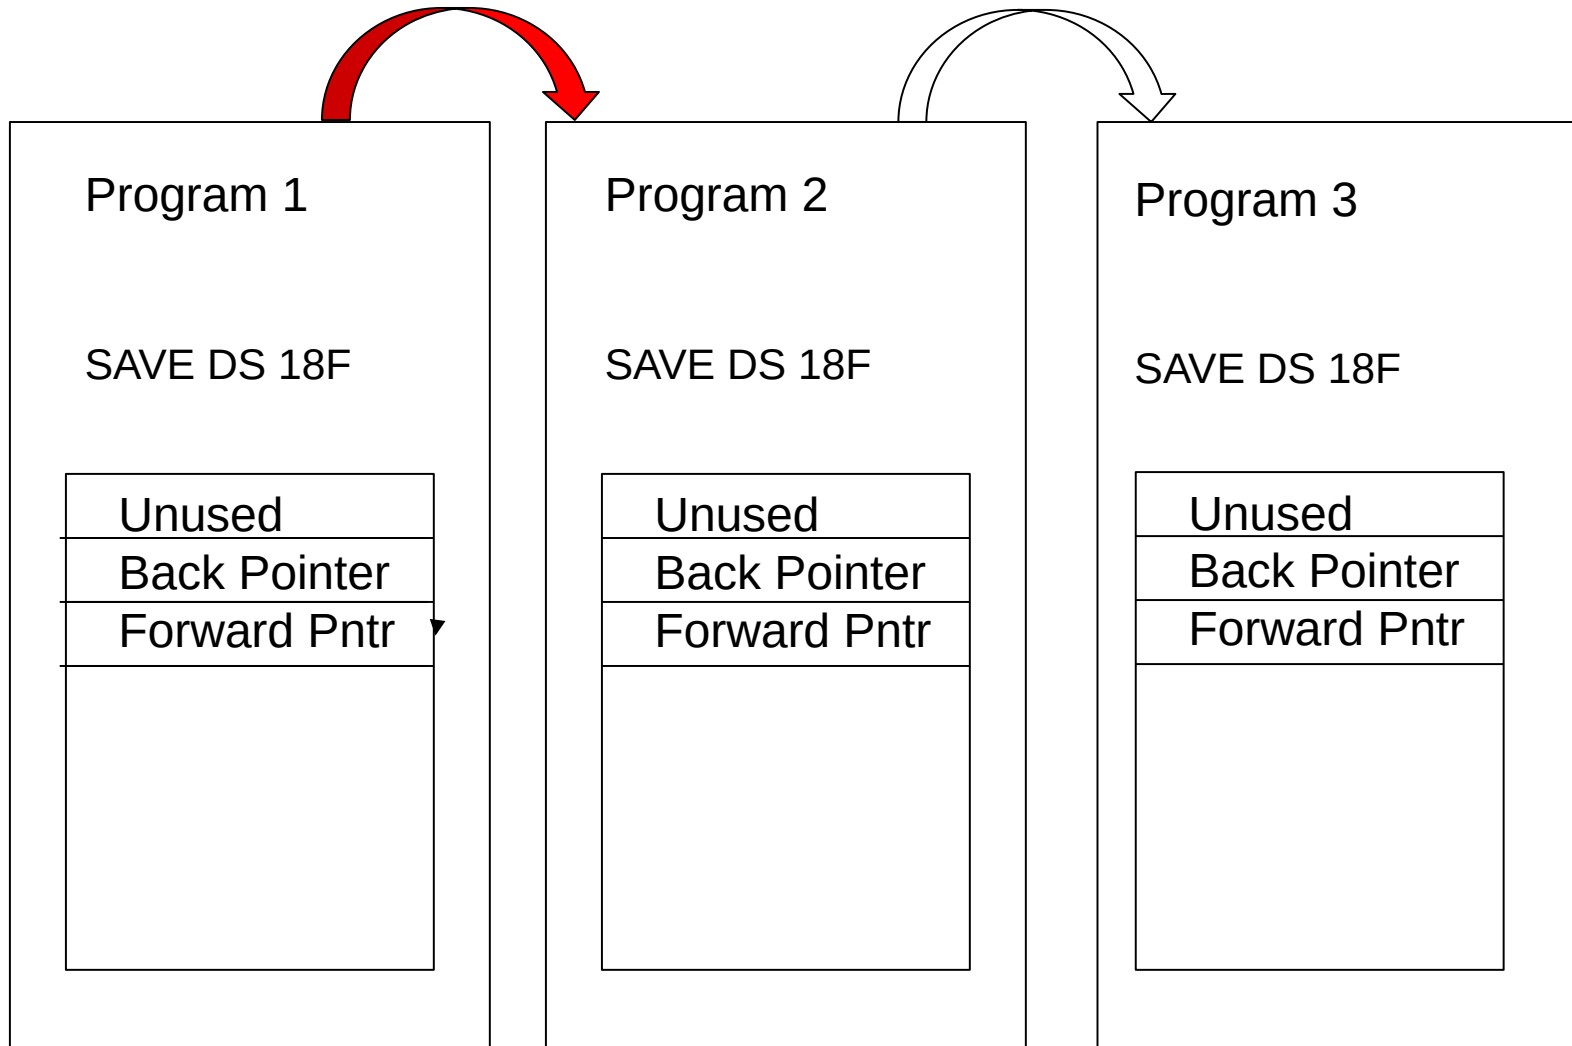 Program 1
SAVE DS 18F
Unused
Back Pointer
Forward Pntr
Program 2
SAVE DS 18F
Unused
Back Pointer
Forward Pntr
Program 3
SAVE DS 18F
Unused
Back Pointer
Forward Pntr